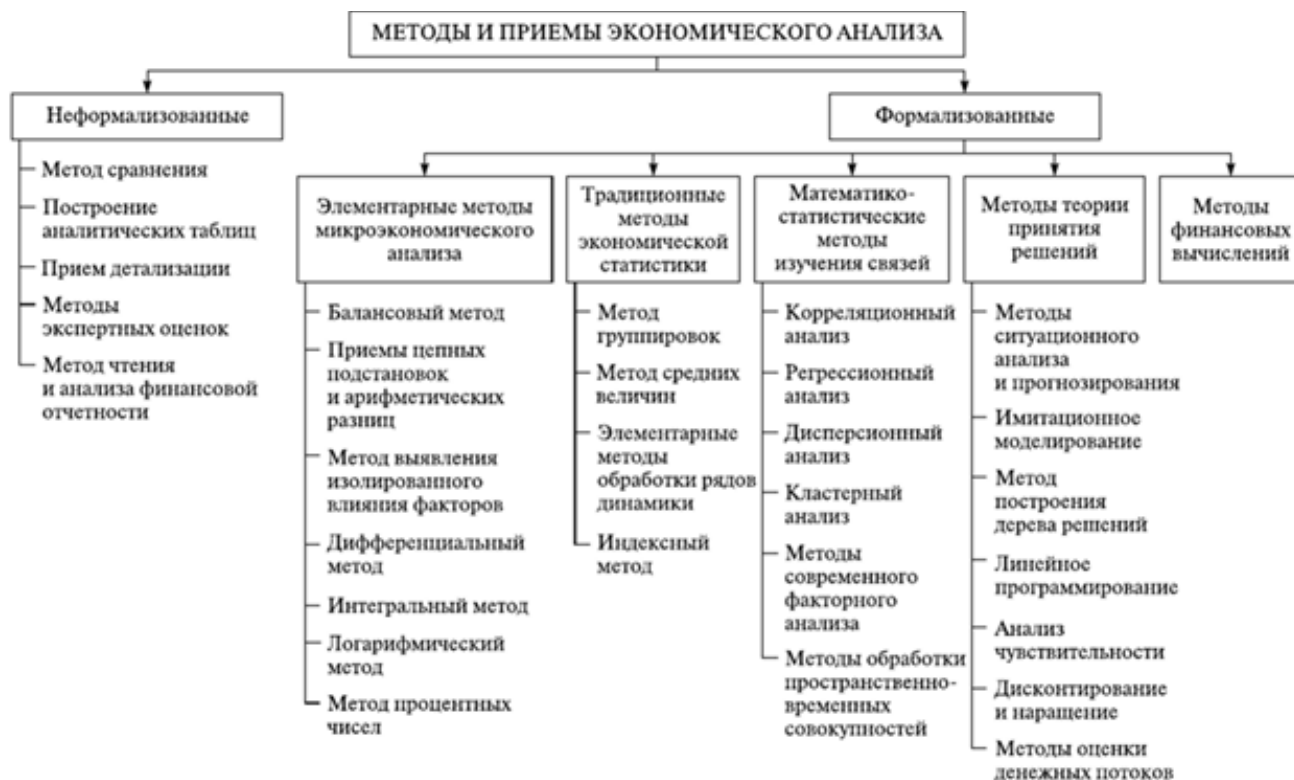 МЕТОДЫ И ПРИЕМЫ ЭКОНОМИЧЕСКОГО АНАЛИЗА
Неформализованные
Метод сравнения
Построение
аналитических таблиц
Прием детализации
Методы
экспертных оценок
Метод чтения
и анализа финансовой
отчетности
Формализованные
Элементарные методы
микроэкономического
анализа
Балансовый метод
Приемы цепных
подстановок
и арифметических
разниц
Метод выявления
изолированного
влияния факторов
Дифференциальный
метод
Интегральный метод
Логарифмический
метод
Метод процентных
чисел
Традиционные
методы
экономической
статистики
Метод
группировок
Метод средних
величин
Элементарные
методы
обработки рядов
динамики
Индексный
метод
Математико-
статистические
методы
изучения связей
Корреляционный
анализ
Регрессионный
анализ
Дисперсионный
анализ
Кластерный
анализ
Методы
современного
факторного
анализа
Методы обработки
пространственно-
временных
совокупностей
Методы теории
принятия
решений
Методы
ситуационного
анализа
и прогнозирования
Имитационное
моделирование
Метод
построения
дерева решений
Линейное
программирование
Анализ
чувствительности
Дисконтирование
и наращение
Методы оценки
денежных потоков
Методы
финансовых
вычислений